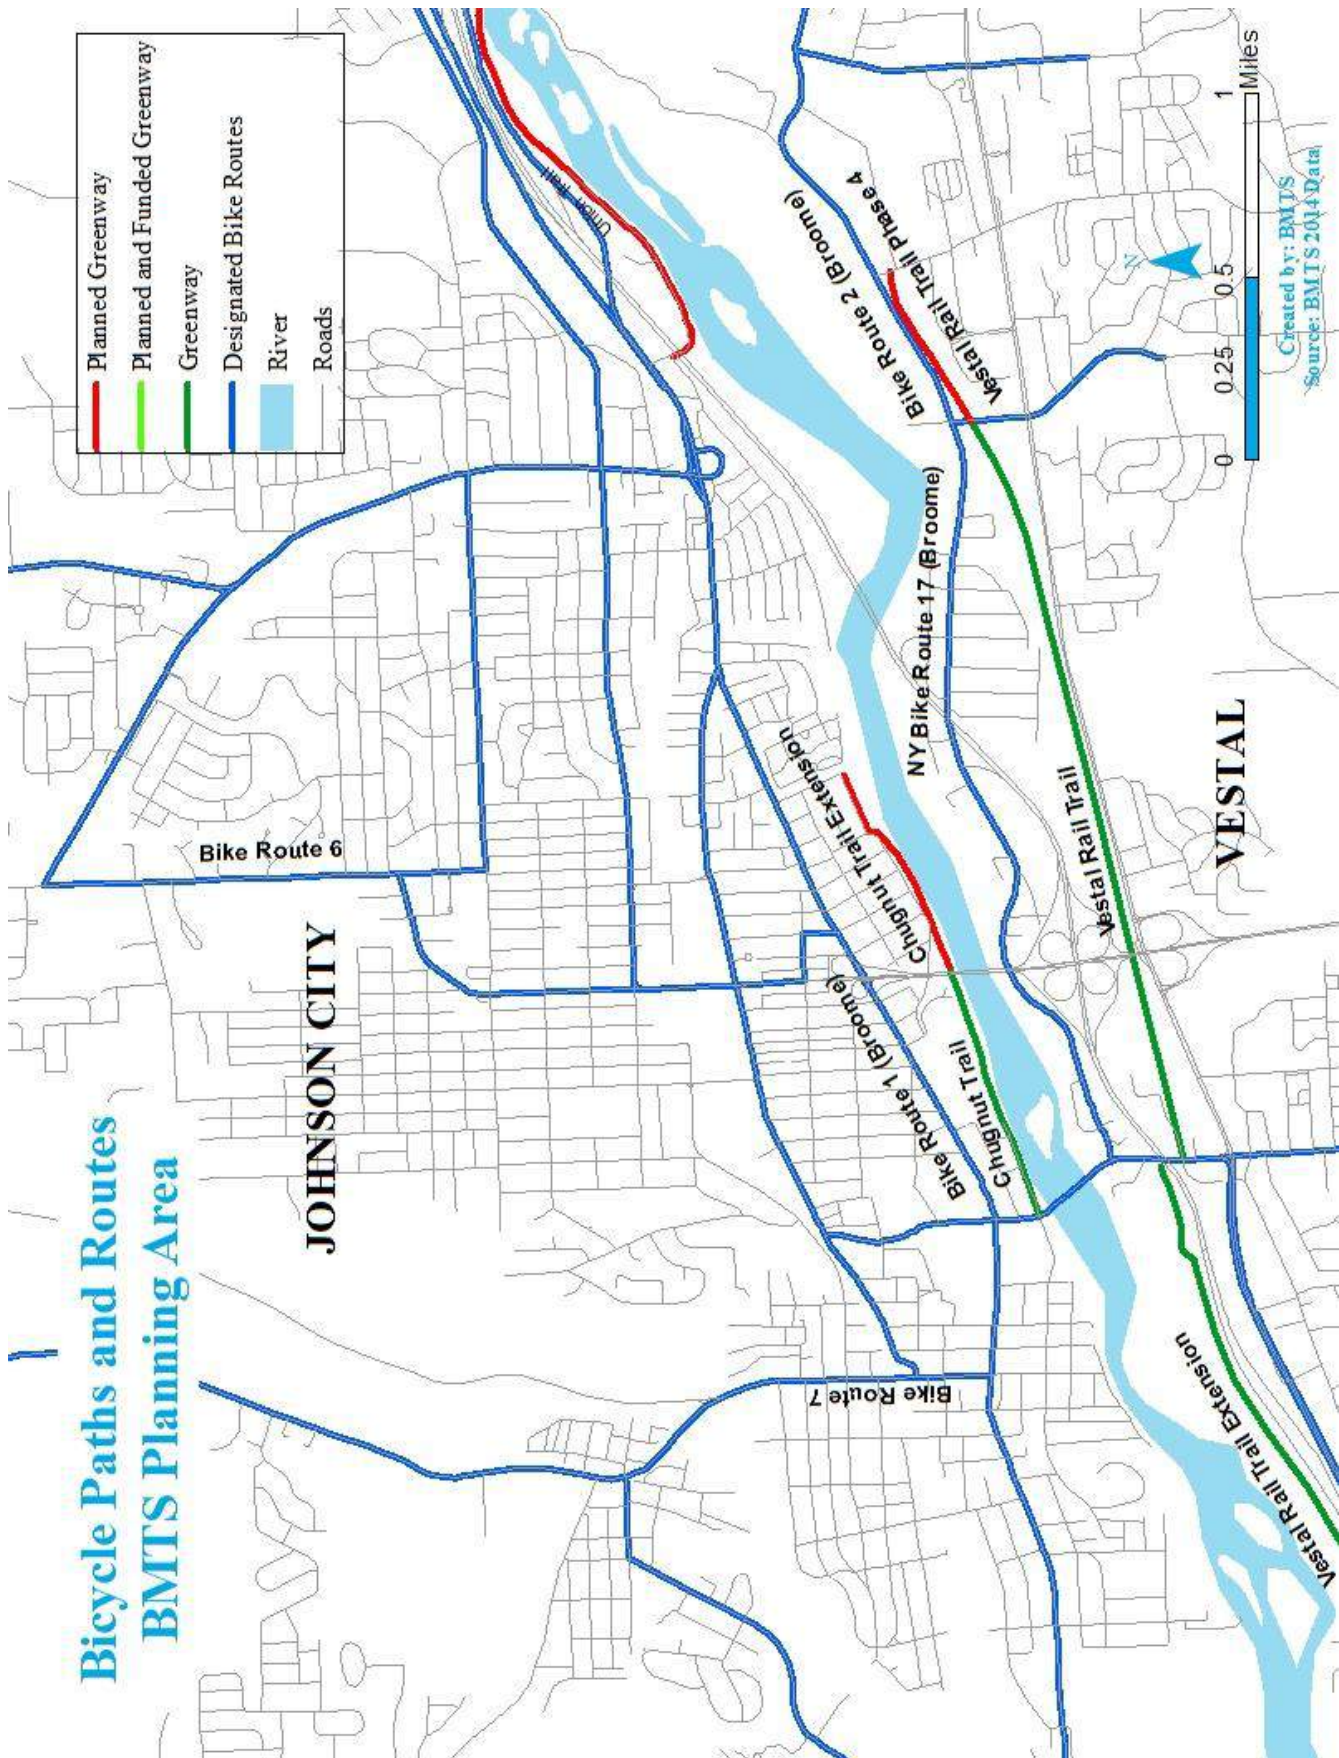 Bicycle Paths and Routes
BMTS Planning Area
Planned Greenway
Planned and Funded Greenway
Greenway
Designated Bike Routes
River
Roads
JOHNSON CITY
Bike Route 6
Union Trail
Bike Route 7
Bike Route 1 (Broome)
Chugnut Trail
Chugnut Trail Extension
NY Bike Route 17 (Broome)
Bike Route 2 (Broome)
Vestal Rail Trail Phase 4
Vestal Rail Trail
Vestal Rail Trail Extension
VESTAL
N
0 0.25 0.5 1
Miles
Created by: BMTS
Source: BMTS 2014 Data